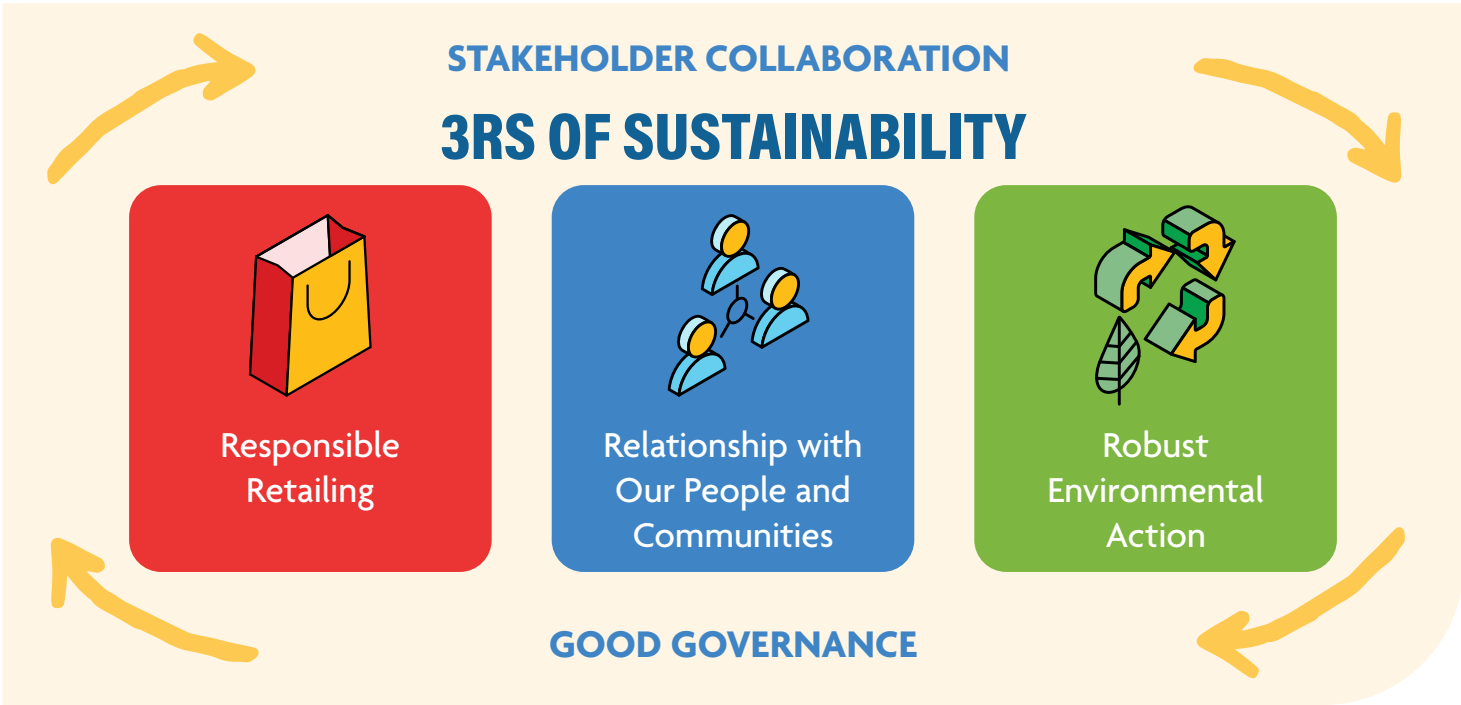 STAKEHOLDER COLLABORATION
3RS OF SUSTAINABILITY
Responsible
Retailing
Relationship with
Our People and
Communities
Robust
Environmental
Action
GOOD GOVERNANCE